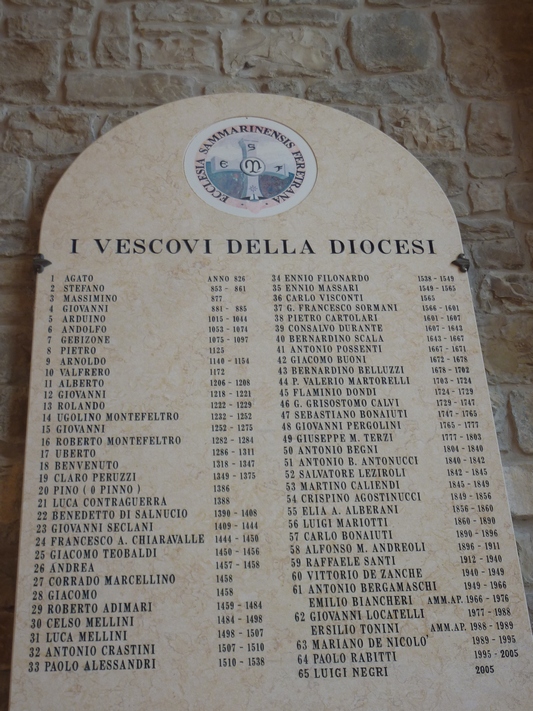 ECCLESIA SAMMARINENSIS FERETRANA
I VESCOVI DELLA DIOCESI
1 AGATO ANNO 826
2 STEFANO 853 - 861
3 MASSIMINO 877
4 GIOVANNI 881 - 885
5 ARDUINO 1015 - 1044
6 ANDOLFO 1053 - 1074
7 GEBIZONE 1075 - 1097
8 PIETRO 1125
9 ARNOLDO 1140 - 1154
10 VALFRERO 1172
11 ALBERTO 1206 - 1208
12 GIOVANNI 1218 - 1221
13 ROLANDO 1222 - 1229
14 UGOLINO MONTEFELTRO 1232 - 1252
15 GIOVANNI 1252 - 1275
16 ROBERTO MONTEFELTRO 1282 - 1284
17 UBERTO 1286 - 1311
18 BENVENUTO 1318 - 1347
19 CLARO PERUZZI 1349 - 1375
20 PINO ( O PINNO ) 1386
21 LUCA CONTRAGUERRA 1388
22 BENEDETTO DI SALNUCIO 1390 - 1408
23 GIOVANNI SECLANI 1409 - 1444
24 FRANCESCO A. CHIARAVALLE 1444 - 1450
25 GIACOMO TEOBALDI 1450 - 1456
26 ANDREA 1457 - 1458
27 CORRADO MARCELLINO 1458
28 GIACOMO 1458
29 ROBERTO ADIMARI 1459 - 1484
30 CELSO MELLINI 1484 - 1498
31 LUCA MELLINI 1498 - 1507
32 ANTONIO CRASTINI 1507 - 1510
33 PAOLO ALESSANDRI 1510 - 1538
34 ENNIO FILONARDO 1538 - 1549
35 ENNIO MASSARI 1549 - 1565
36 CARLO VISCONTI 1565
37 G. FRANCESCO SORMANI 1566 - 1601
38 PIETRO CARTOLARI 1601 - 1607
39 CONSALVO DURANTE 1607 - 1643
40 BERNARDINO SCALA 1643 - 1667
41 ANTONIO POSSENTI 1667 - 1671
42 GIACOMO BUONI 1672 - 1678
43 BERNARDINO BELLUZZI 1678 - 1702
44 P. VALERIO MARTORELLI 1703 - 1724
45 FLAMINIO DONDI 1724 - 1729
46 G. GRISOSTOMO CALVI 1729 - 1747
47 SEBASTIANO BONAIUTI 1747 - 1765
48 GIOVANNI PERGOLINI 1765 - 1777
49 GIUSEPPE M. TERZI 1777 - 1803
50 ANTONIO BEGNI 1804 - 1840
51 ANTONIO B. ANTONUCCI 1840 - 1842
52 SALVATORE LEZIROLI 1842 - 1845
53 MARTINO CALIENDI 1845 - 1849
54 CRISPINO AGOSTINUCCI 1849 - 1856
55 ELIA A. ALBERANI 1856 - 1860
56 LUIGI MARIOTTI 1860 - 1890
57 CARLO BONAIUTI 1890 - 1896
58 ALFONSO M. ANDREOLI 1896 - 1911
59 RAFFAELE SANTI 1912 - 1940
60 VITTORIO DE ZANCHE 1940 - 1949
61 ANTONIO BERGAMASCHI 1949 - 1966
EMILIO BIANCHERI AMM.AP. 1966 - 1976
62 GIOVANNI LOCATELLI 1977 - 1988
ERSILIO TONINI AMM.AP. 1988 - 1989
63 MARIANO DE NICOLO' 1989 - 1995
64 PAOLO RABITTI 1995 - 2005
65 LUIGI NEGRI 2005